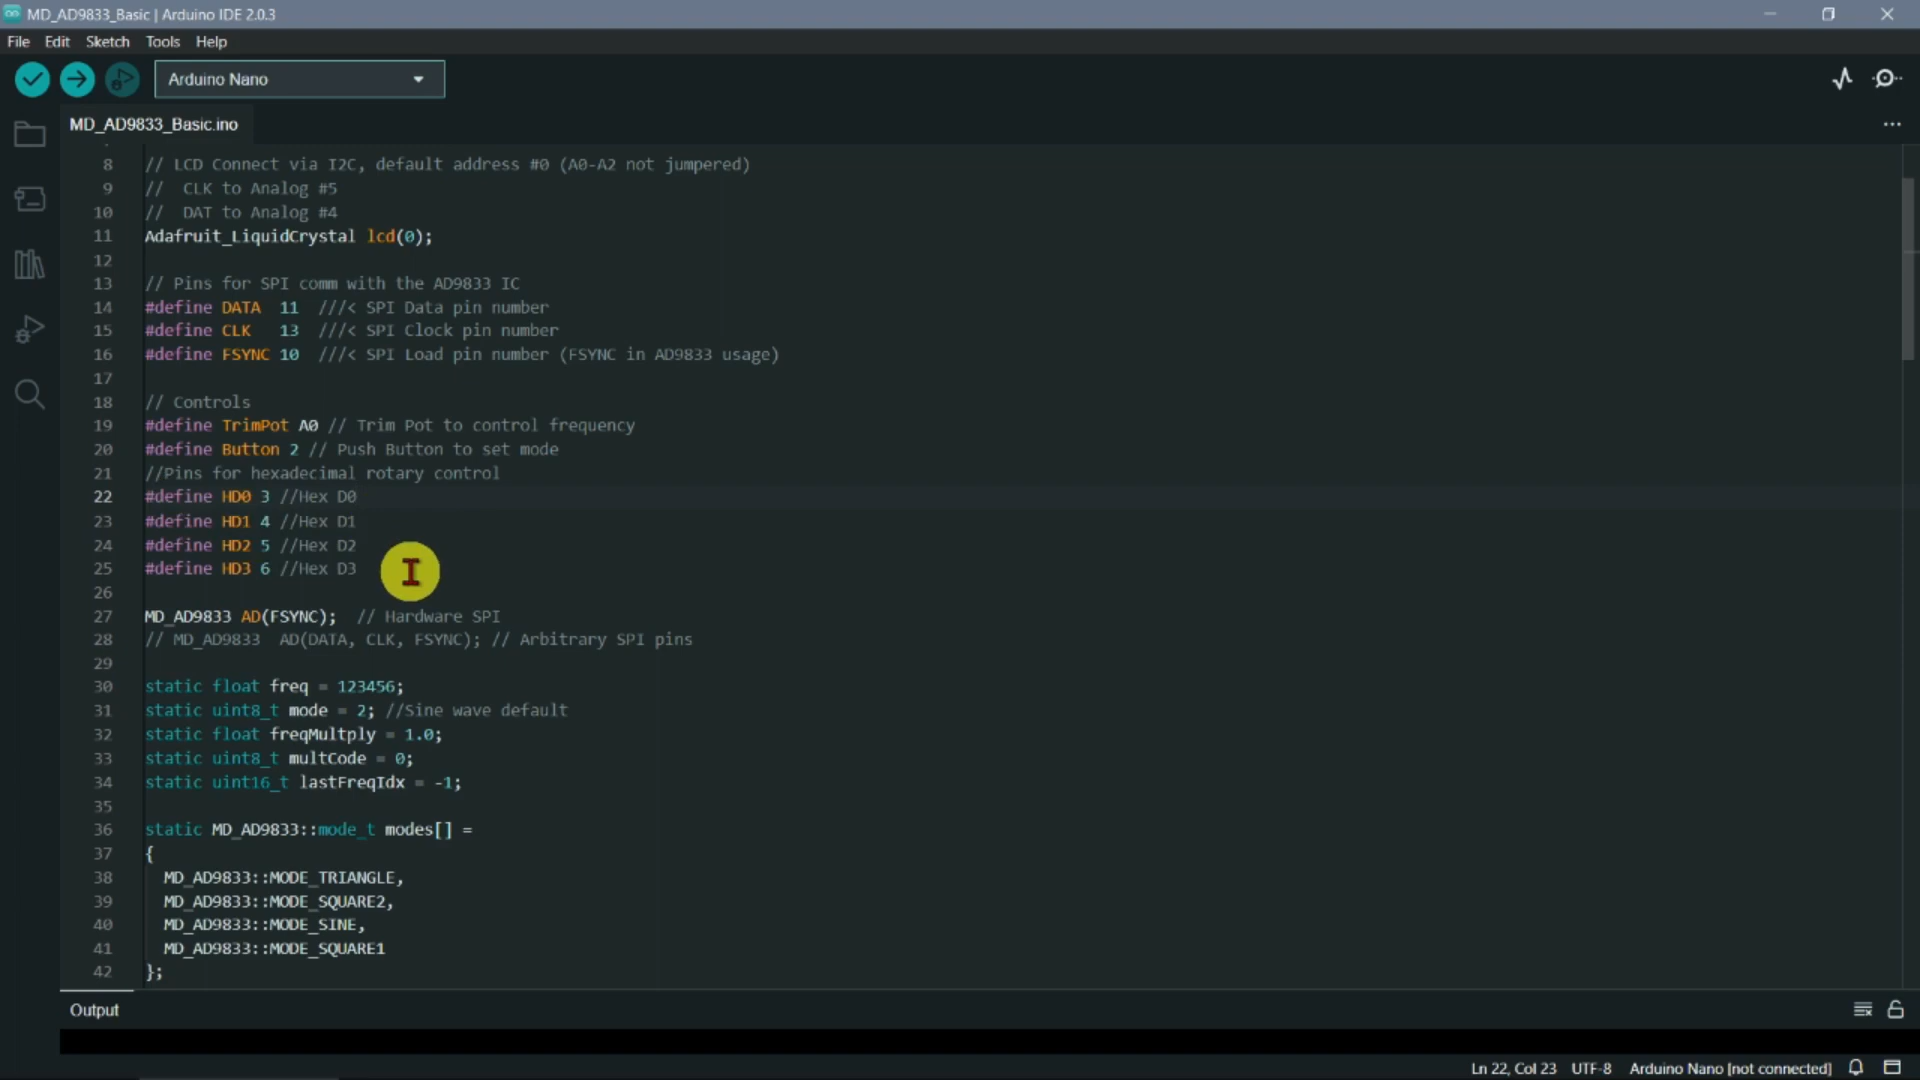 MD_AD9833_Basic | Arduino IDE 2.0.3
File Edit Sketch Tools Help
Arduino Nano
MD_AD9833_Basic.ino
8 // LCD Connect via I2C, default address #0 (A0-A2 not jumpered)
9 //  CLK to Analog #5
10 //  DAT to Analog #4
11 Adafruit_LiquidCrystal lcd(0);
12
13 // Pins for SPI comm with the AD9833 IC
14 #define DATA  11  ///< SPI Data pin number
15 #define CLK   13  ///< SPI Clock pin number
16 #define FSYNC 10  ///< SPI Load pin number (FSYNC in AD9833 usage)
17
18 // Controls
19 #define TrimPot A0 // Trim Pot to control frequency
20 #define Button 2 // Push Button to set mode
21 //Pins for hexadecimal rotary control
22 #define HD0 3 //Hex D0
23 #define HD1 4 //Hex D1
24 #define HD2 5 //Hex D2
25 #define HD3 6 //Hex D3
26
27 MD_AD9833 AD(FSYNC);  // Hardware SPI
28 // MD_AD9833  AD(DATA, CLK, FSYNC); // Arbitrary SPI pins
29
30 static float freq = 123456;
31 static uint8_t mode = 2; //Sine wave default
32 static float freqMultply = 1.0;
33 static uint8_t multCode = 0;
34 static uint16_t lastFreqIdx = -1;
35
36 static MD_AD9833::mode_t modes[] =
37 {
38   MD_AD9833::MODE_TRIANGLE,
39   MD_AD9833::MODE_SQUARE2,
40   MD_AD9833::MODE_SINE,
41   MD_AD9833::MODE_SQUARE1
42 };
Output
Ln 22, Col 23 UTF-8 Arduino Nano [not connected]